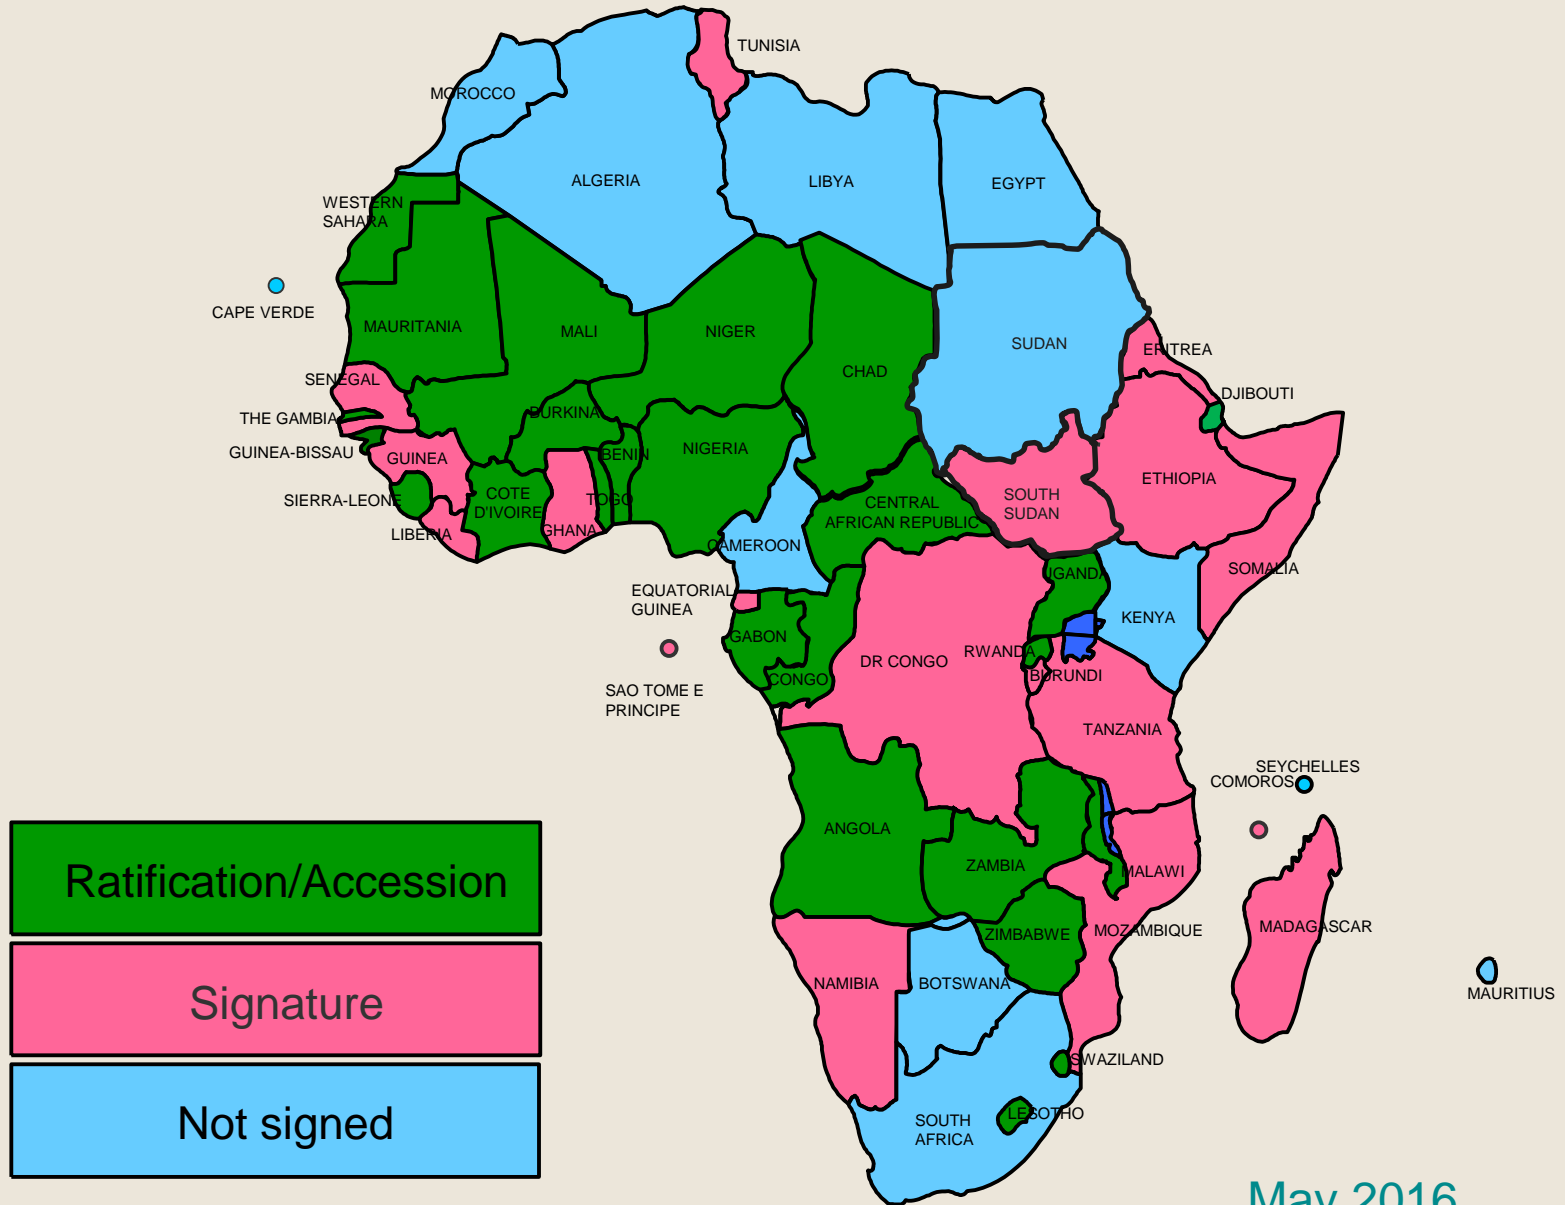 TUNISIA
MOROCCO
ALGERIA
LIBYA
EGYPT
WESTERN
SAHARA
CAPE VERDE
MAURITANIA
MALI
NIGER
CHAD
SUDAN
ERITREA
DJIBOUTI
SENEGAL
THE GAMBIA
GUINEA-BISSAU
GUINEA
BURKINA
BENIN
NIGERIA
SIERRA-LEONE
COTE
D'IVOIRE
TOGO
GHANA
LIBERIA
CENTRAL
AFRICAN REPUBLIC
SOUTH
SUDAN
ETHIOPIA
SOMALIA
CAMEROON
EQUATORIAL
GUINEA
GABON
CONGO
DR CONGO
UGANDA
KENYA
RWANDA
BURUNDI
SAO TOME E
PRINCIPE
TANZANIA
SEYCHELLES
COMOROS
ANGOLA
ZAMBIA
MALAWI
MOZAMBIQUE
ZIMBABWE
MADAGASCAR
NAMIBIA
BOTSWANA
MAURITIUS
SWAZILAND
LESOTHO
SOUTH
AFRICA
Ratification/Accession
Signature
Not signed
May 2016